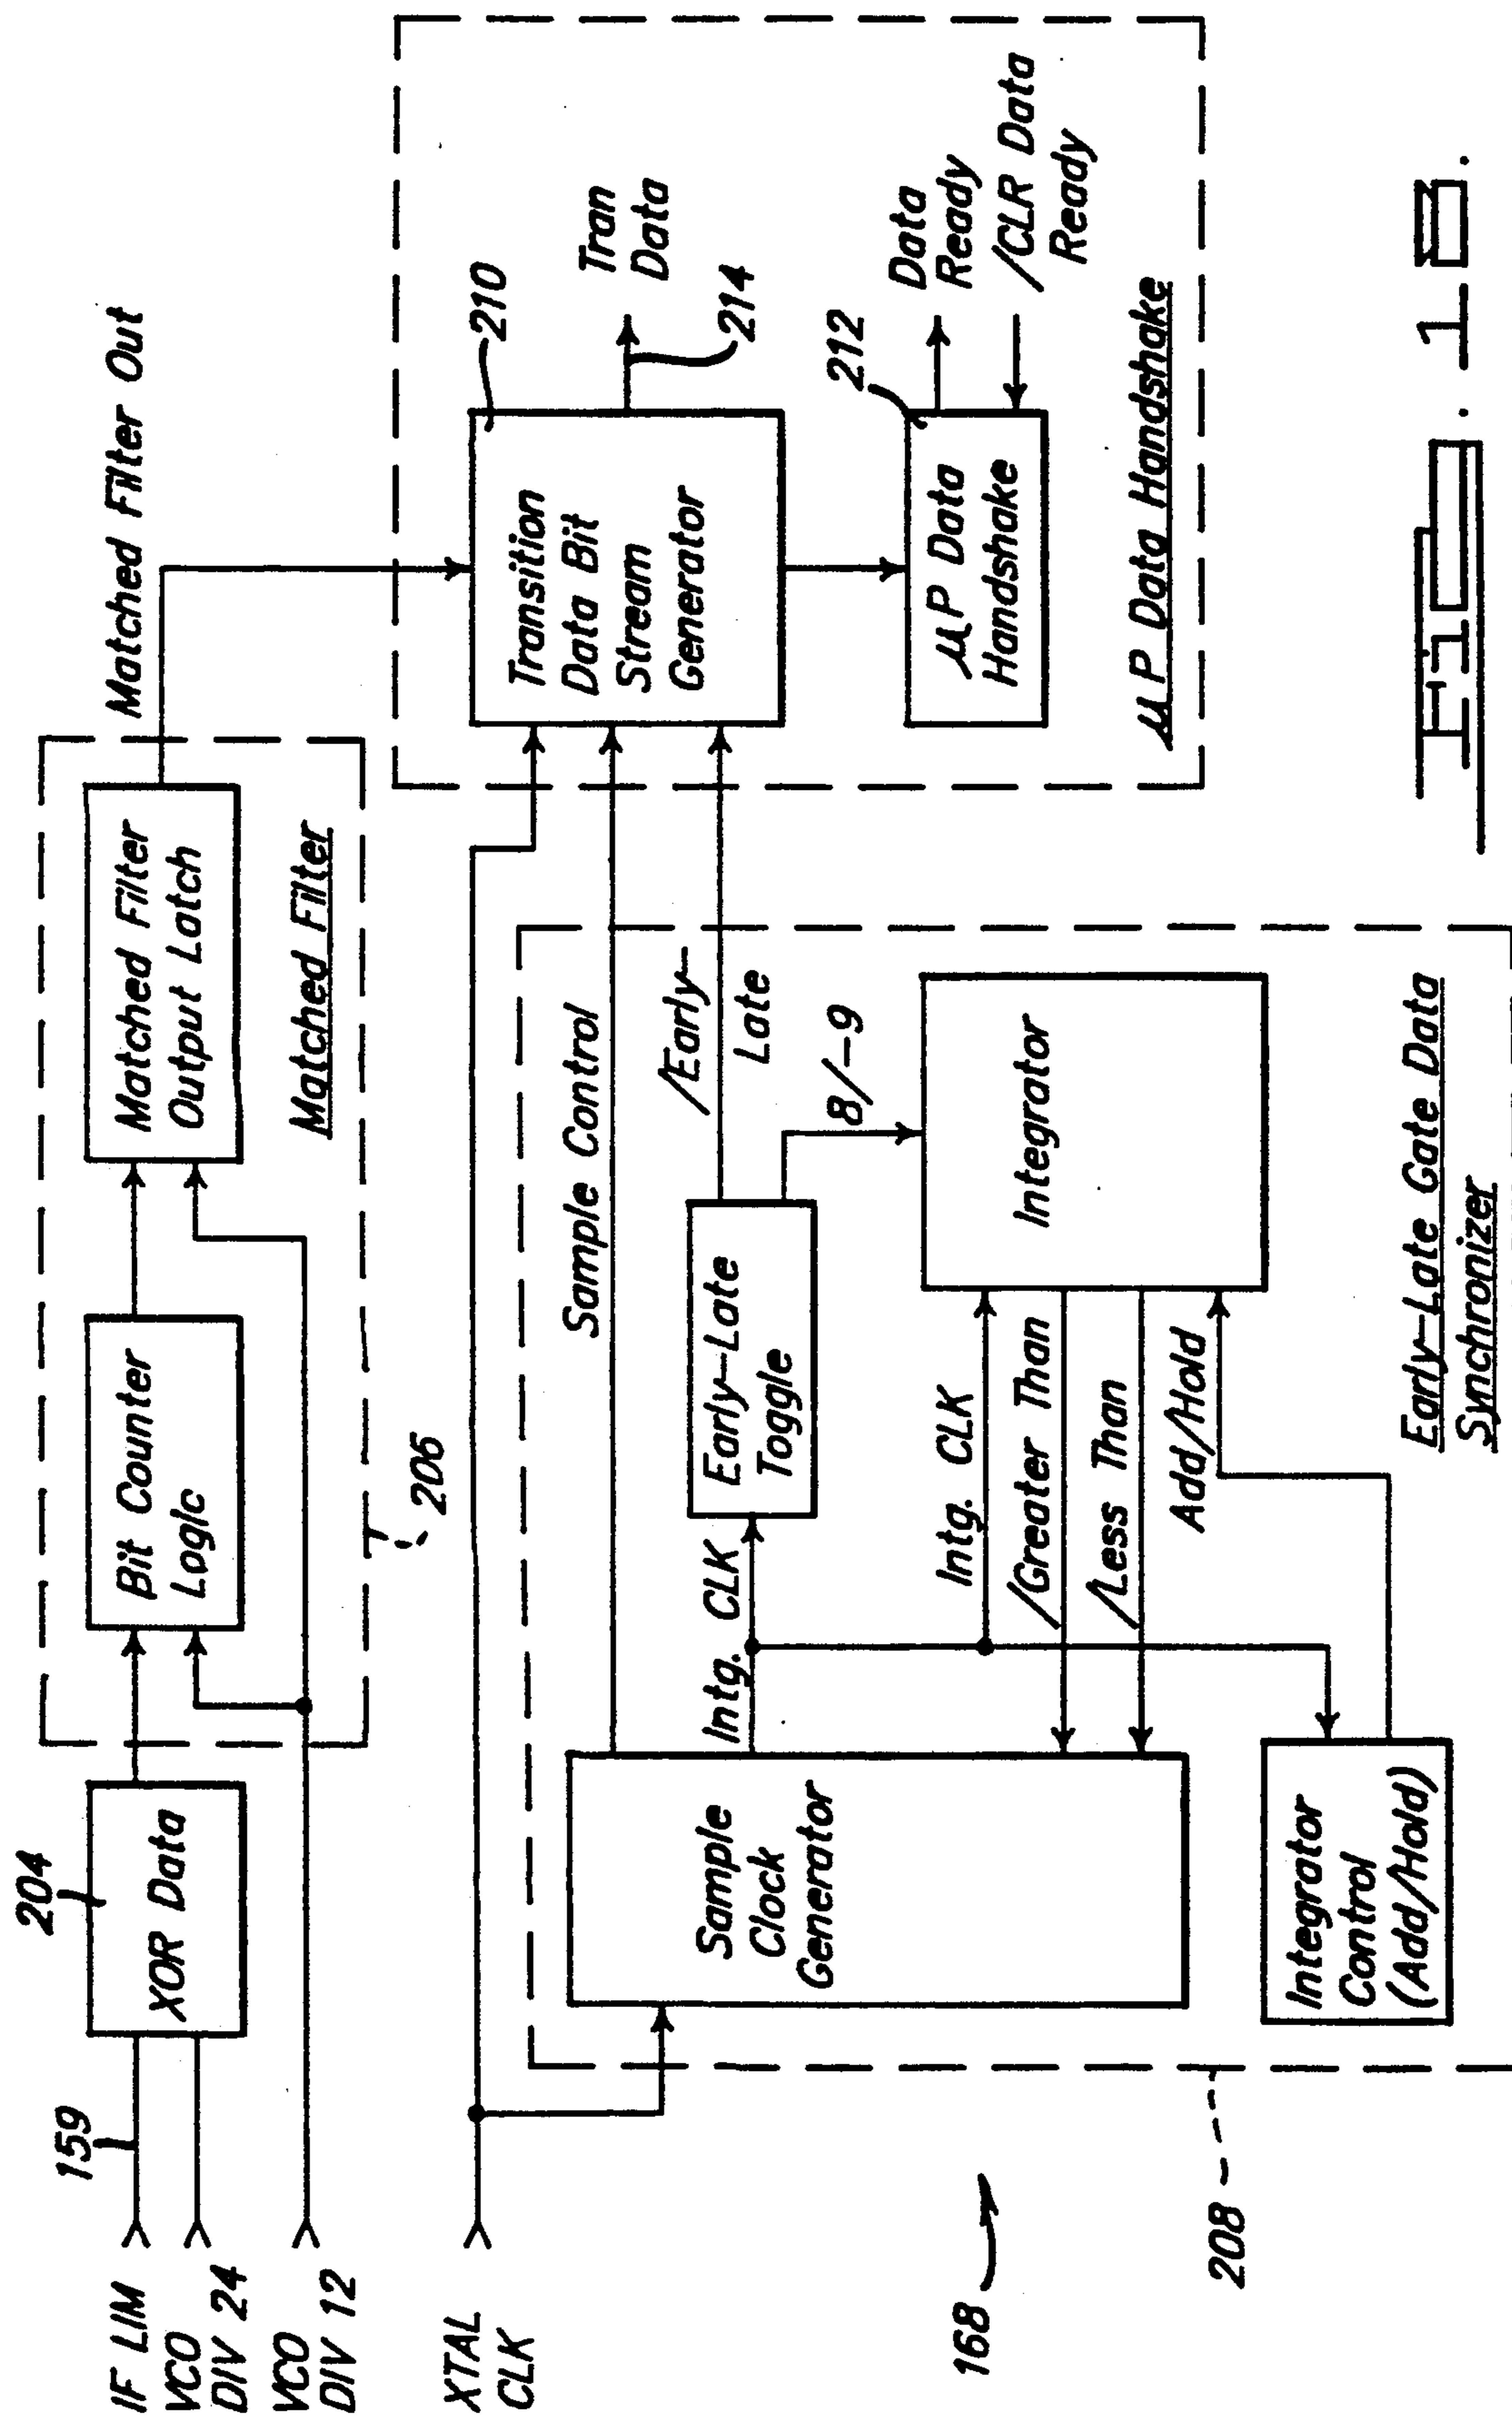 IF LIM
VCO
DIV 24
VCO
DIV 12
159
204
XOR Data
Bit Counter
Logic
Matched Filter
Output Latch
Matched Filter
206
Matched Filter Out
XTAL
CLK
Sample Control
/Early-
Late
Intg. CLK
Early-Late
Toggle
8/-9
Sample
Clock
Generator
Intg. CLK
/Greater Than
/Less Than
Add/Hold
Integrator
Integrator
Control
(Add/Hold)
Early-Late Gate Data
Synchronizer
168
208
210
Transition
Data Bit
Stream
Generator
Tran
Data
214
212
μP Data
Handshake
Data
Ready
/CLR Data
Ready
μP Data Handshake
Fig. 18.